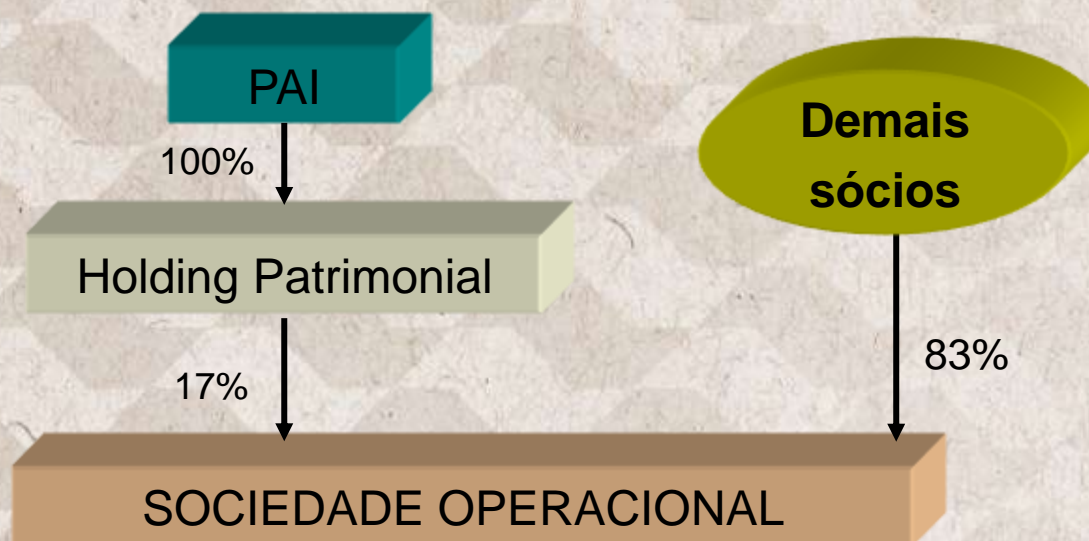 PAI
100%
Demais
sócios
Holding Patrimonial
17%
83%
SOCIEDADE OPERACIONAL